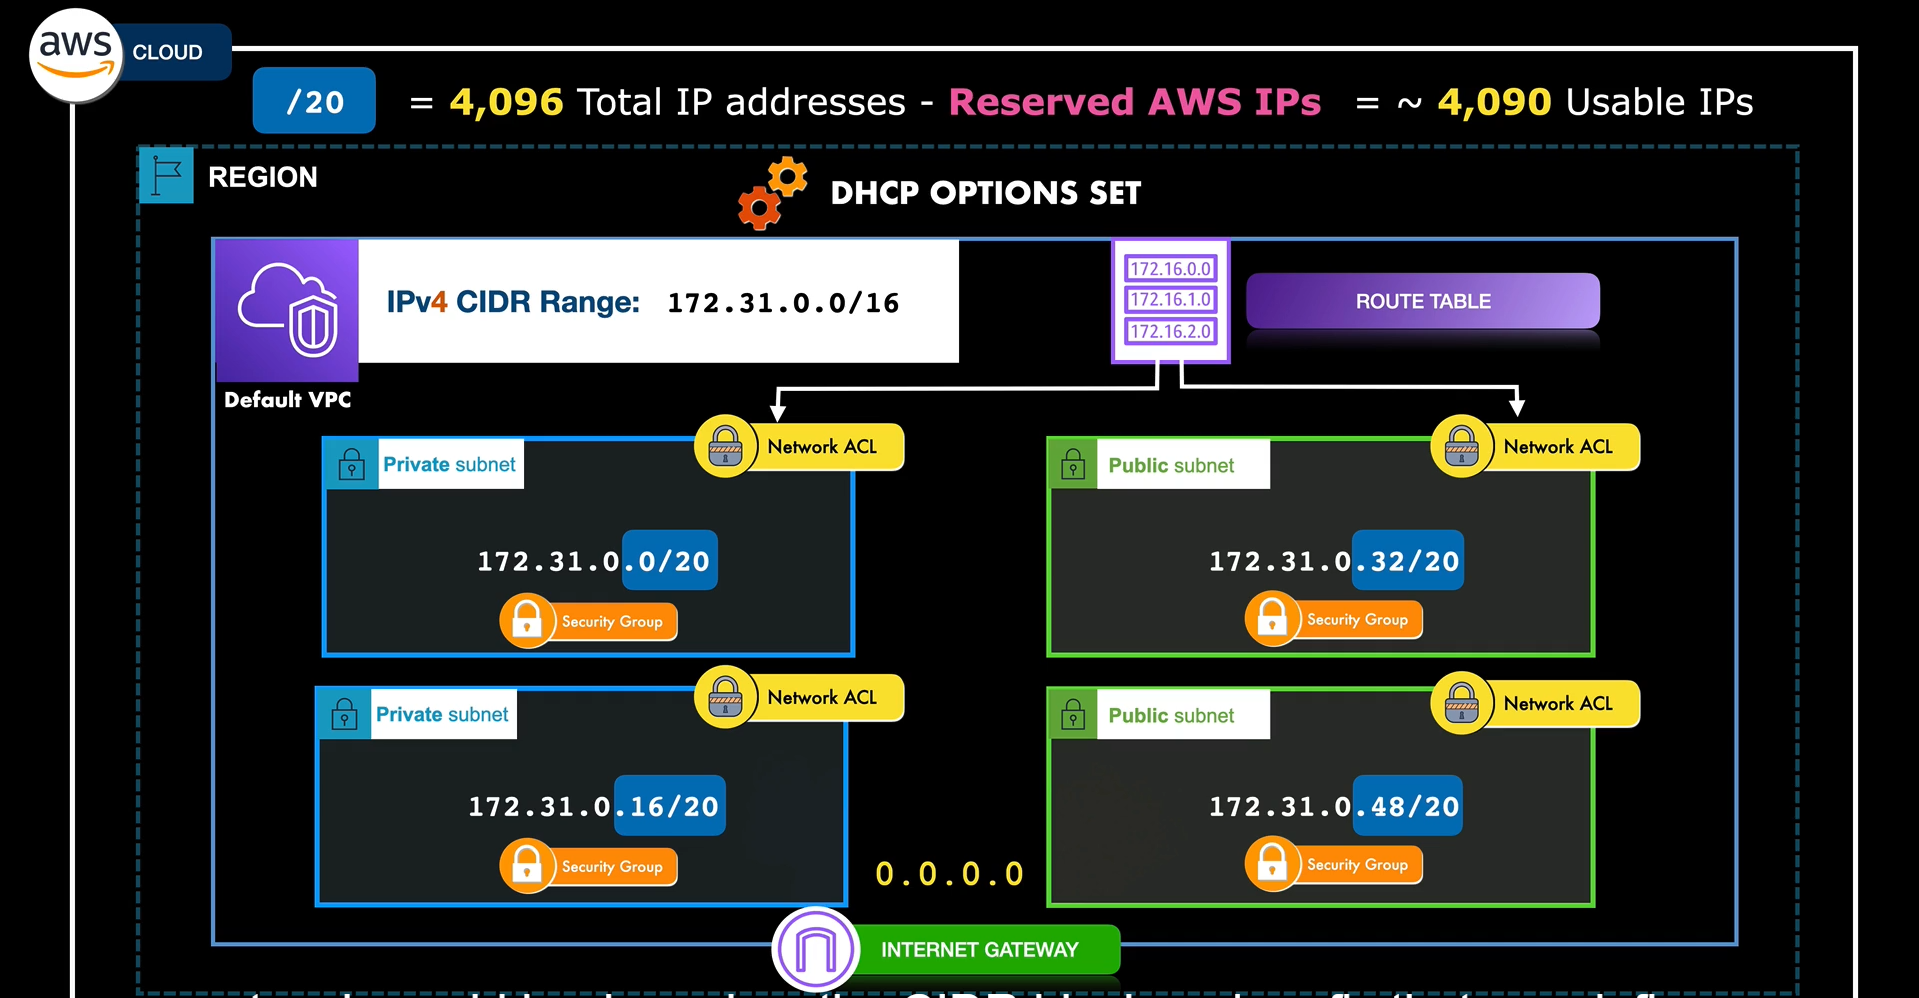 aws CLOUD
/20 = 4,096 Total IP addresses - Reserved AWS IPs = ~ 4,090 Usable IPs
REGION
DHCP OPTIONS SET
IPv4 CIDR Range: 172.31.0.0/16
172.16.0.0
172.16.1.0
172.16.2.0
ROUTE TABLE
Default VPC
Private subnet
Network ACL
172.31.0.0/20
Security Group
Public subnet
Network ACL
172.31.0.32/20
Security Group
Private subnet
Network ACL
172.31.0.16/20
Security Group
Public subnet
Network ACL
172.31.0.48/20
Security Group
0.0.0.0
INTERNET GATEWAY